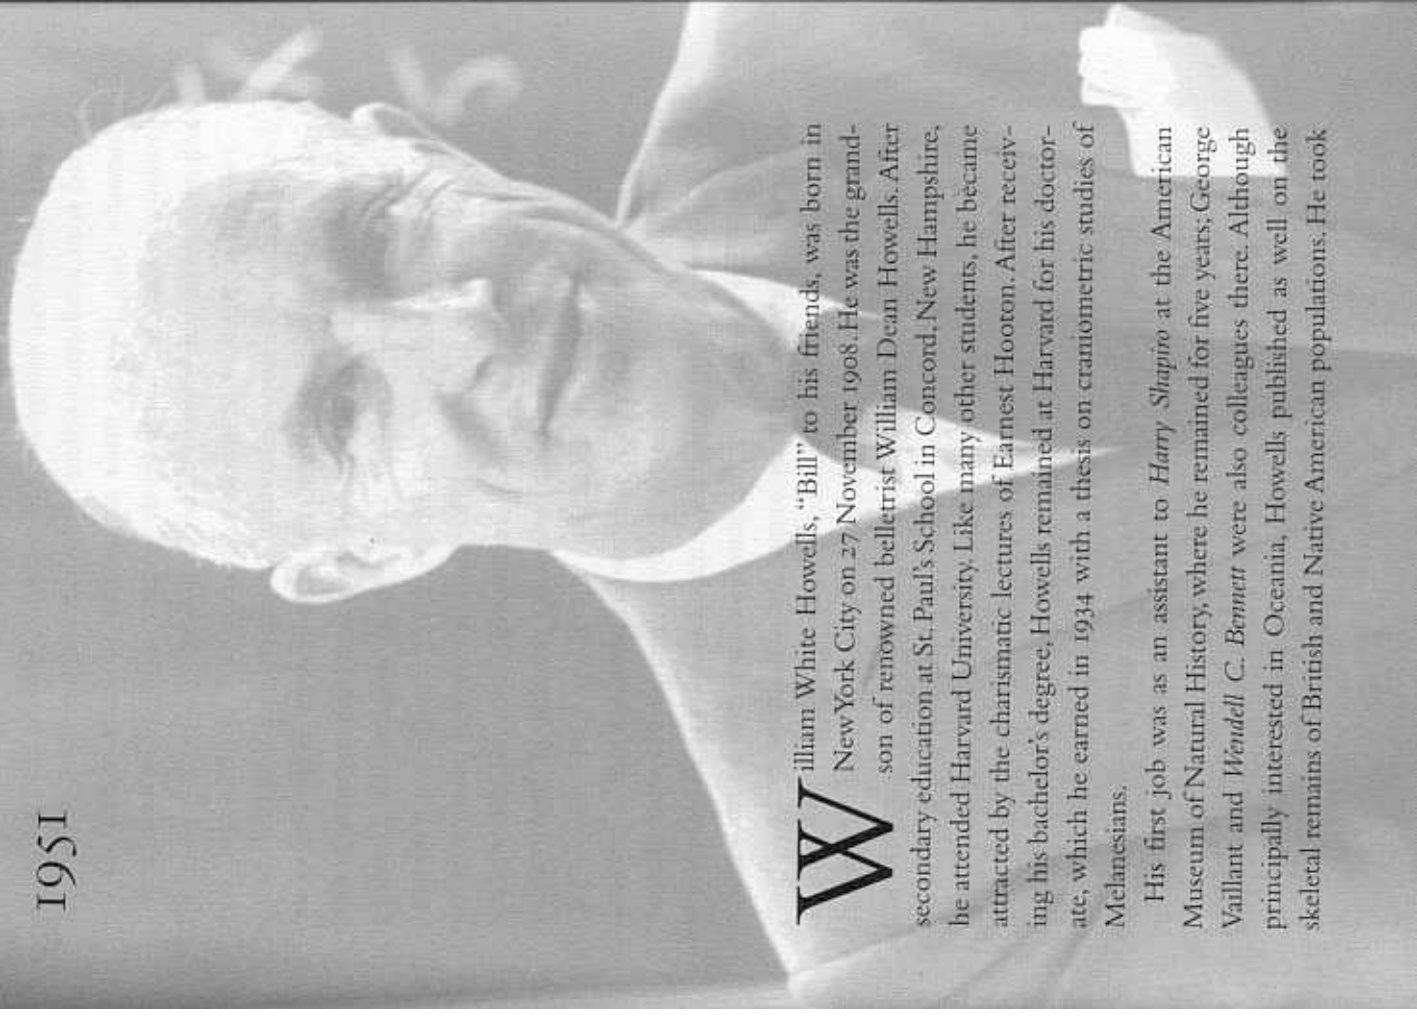 1951
William White Howells, “Bill” to his friends, was born in
New York City on 27 November 1908. He was the grand-
son of renowned belletrist William Dean Howells. After
secondary education at St. Paul's School in Concord, New Hampshire,
he attended Harvard University. Like many other students, he became
attracted by the charismatic lectures of Earnest Hooton. After receiv-
ing his bachelor's degree, Howells remained at Harvard for his doctor-
ate, which he earned in 1934 with a thesis on craniometric studies of
Melanesians.
His first job was as an assistant to Harry Shapiro at the American
Museum of Natural History, where he remained for five years; George
Vaillant and Wendell C. Bennett were also colleagues there. Although
principally interested in Oceania, Howells published as well on the
skeletal remains of British and Native American populations. He took